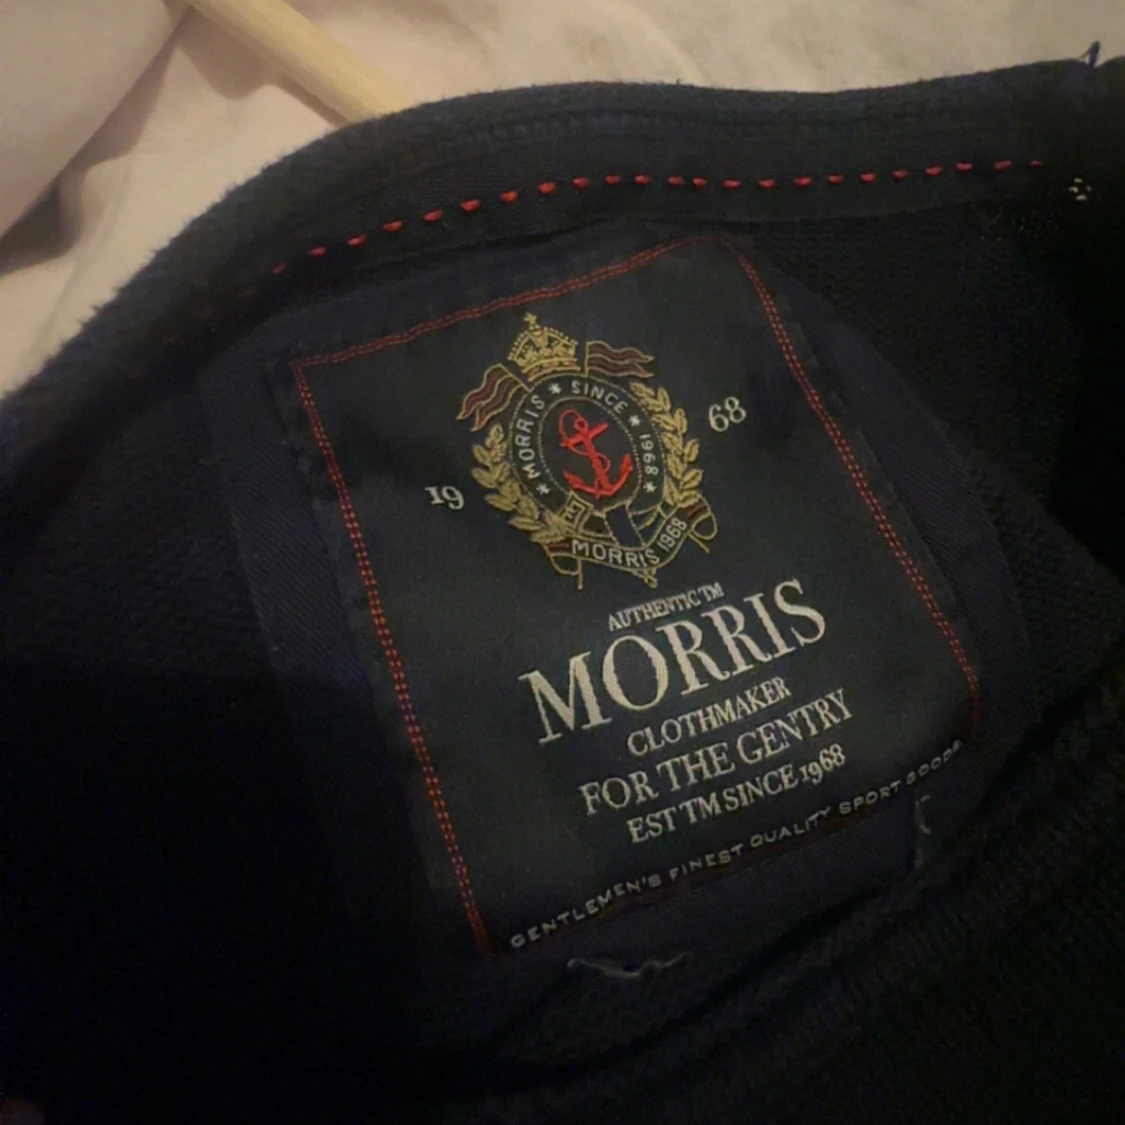 MORRIS * SINCE * 1968 *
19 68
MORRIS 1968
AUTHENTIC TM
MORRIS
CLOTHMAKER
FOR THE GENTRY
EST TM SINCE 1968
GENTLEMEN'S FINEST QUALITY SPORT GOODS